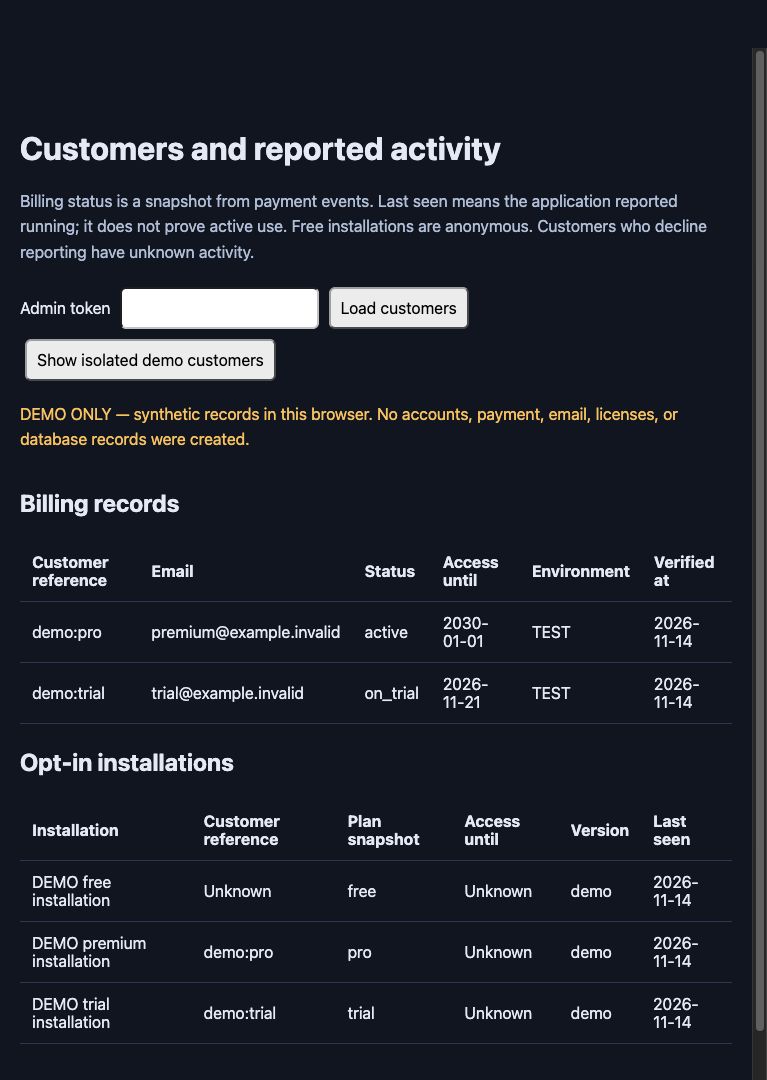 Customers and reported activity
Billing status is a snapshot from payment events. Last seen means the application reported
running; it does not prove active use. Free installations are anonymous. Customers who decline
reporting have unknown activity.
Admin token Load customers
Show isolated demo customers
DEMO ONLY — synthetic records in this browser. No accounts, payment, email, licenses, or
database records were created.
Billing records
Customer reference Email Status Access until Environment Verified at
demo:pro premium@example.invalid active 2030-01-01 TEST 2026-11-14
demo:trial trial@example.invalid on_trial 2026-11-21 TEST 2026-11-14
Opt-in installations
Installation Customer reference Plan snapshot Access until Version Last seen
DEMO free installation Unknown free Unknown demo 2026-11-14
DEMO premium installation demo:pro pro Unknown demo 2026-11-14
DEMO trial installation demo:trial trial Unknown demo 2026-11-14